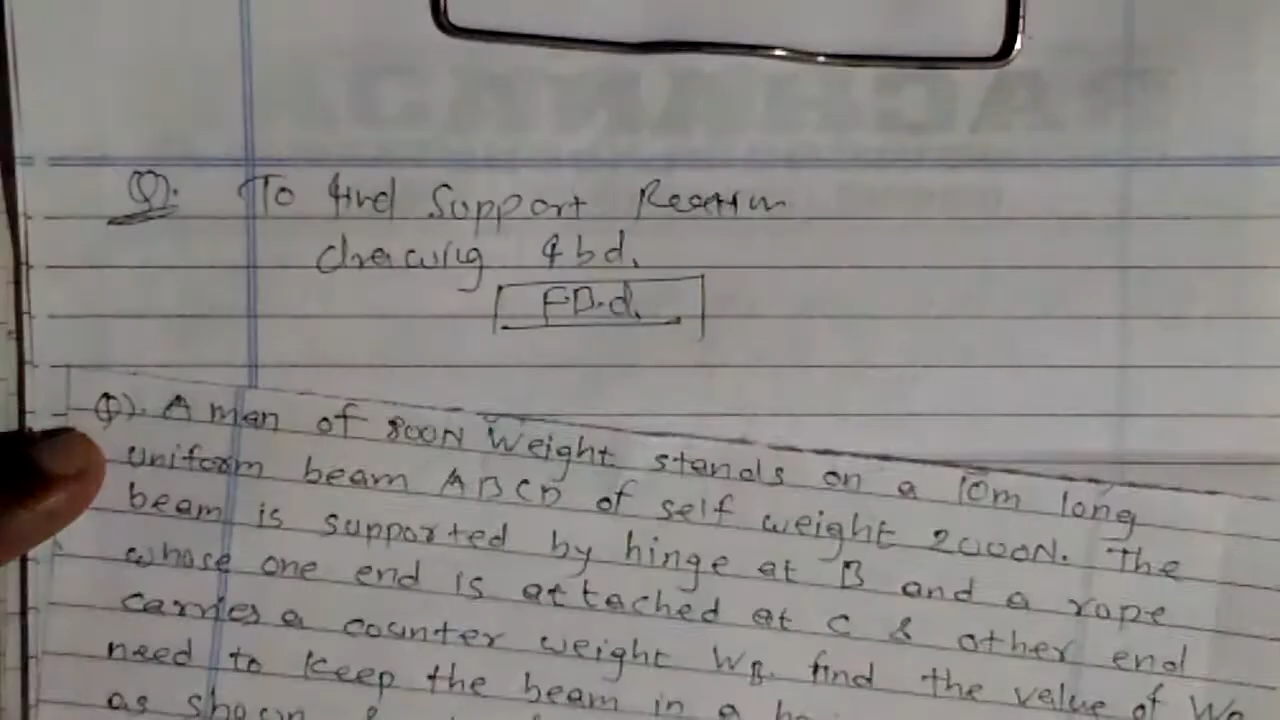 Q). To find Support Reaction
drawing fbd.
F.B.d.
Q). A man of 800N Weight stands on a 10m long
uniform beam ABCD of self weight 2000N. The
beam is supported by hinge at B and a rope
whose one end is attached at C & other end
carries a counter weight WB. find the value of
need to keep the beam in a
as shown